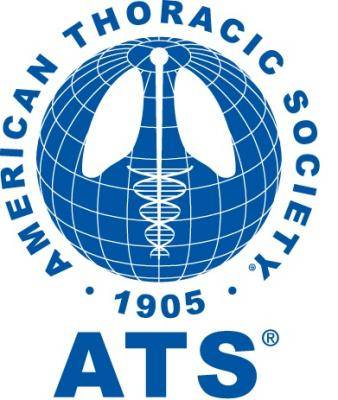 AMERICAN THORACIC SOCIETY®
· 1905 ·
ATS®